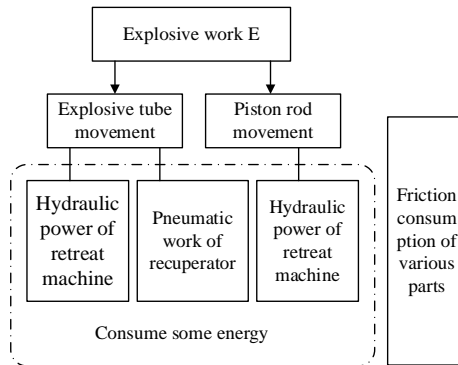 Explosive work E
Explosive tube
movement
Piston rod
movement
Hydraulic
power of
retreat
machine
Pneumatic
work of
recuperator
Hydraulic
power of
retreat
machine
Consume some energy
Friction
consum
ption of
various
parts